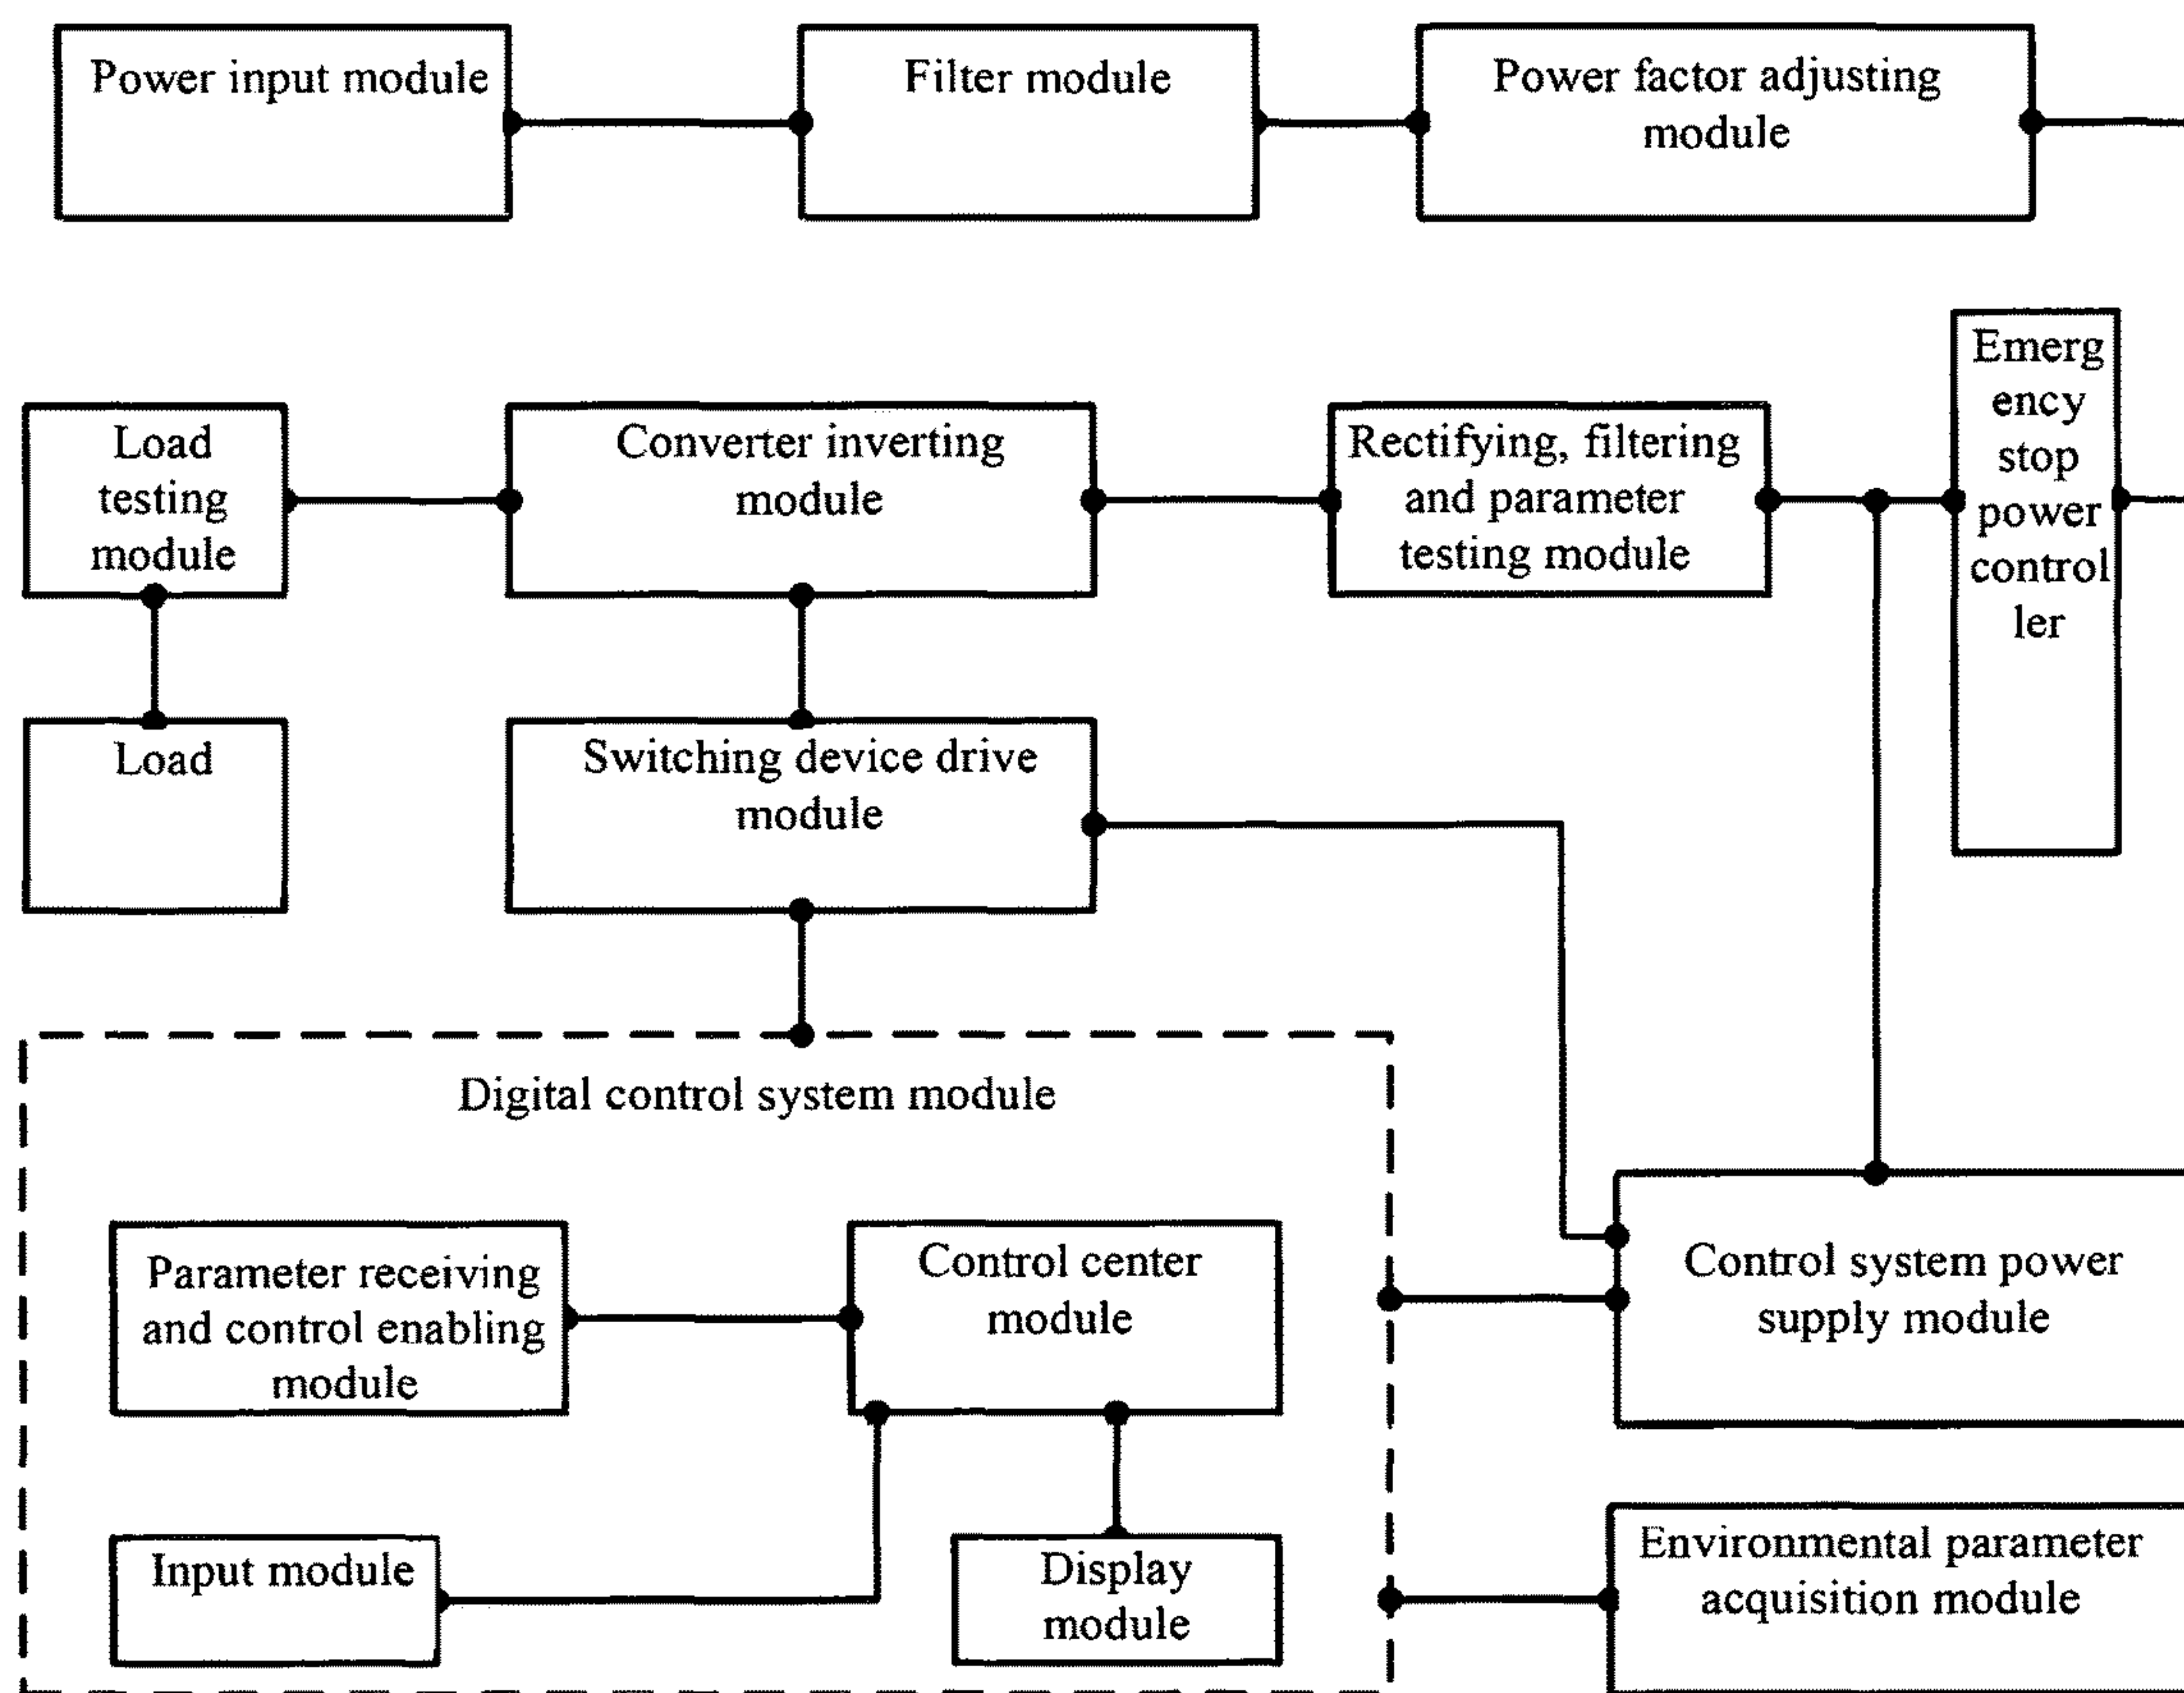 Power input module
Filter module
Power factor adjusting
module
Load
testing
module
Converter inverting
module
Rectifying, filtering
and parameter
testing module
Emerg
ency
stop
power
control
ler
Load
Switching device drive
module
Digital control system module
Parameter receiving
and control enabling
module
Control center
module
Control system power
supply module
Input module
Display
module
Environmental parameter
acquisition module